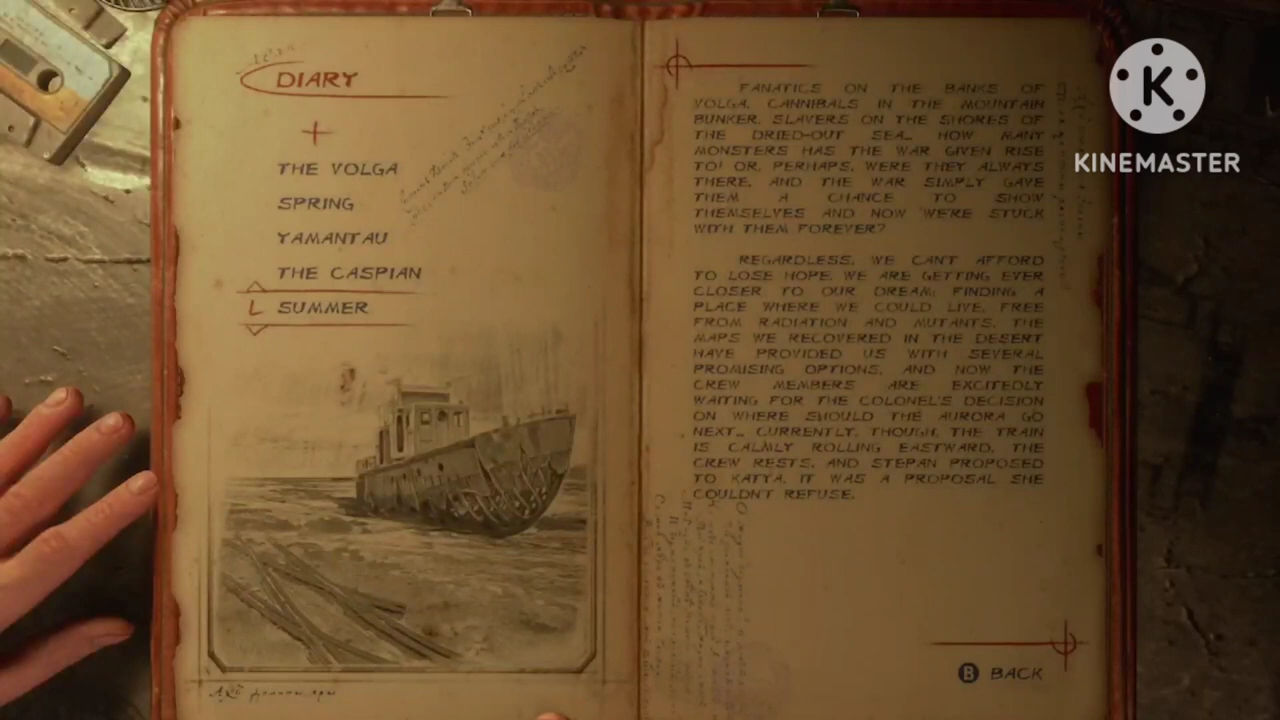 DIARY
THE VOLGA
SPRING
YAMANTAU
THE CASPIAN
L SUMMER
FANATICS ON THE BANKS OF
VOLGA, CANNIBALS IN THE MOUNTAIN
BUNKER, SLAVERS ON THE SHORES OF
THE DRIED-OUT SEA... HOW MANY
MONSTERS HAS THE WAR GIVEN RISE
TO! OR, PERHAPS, WERE THEY ALWAYS
THERE, AND THE WAR SIMPLY GAVE
THEM A CHANCE TO SHOW
THEMSELVES AND NOW WE'RE STUCK
WITH THEM FOREVER?
REGARDLESS, WE CAN'T AFFORD
TO LOSE HOPE. WE ARE GETTING EVER
CLOSER TO OUR DREAM: FINDING A
PLACE WHERE WE COULD LIVE, FREE
FROM RADIATION AND MUTANTS. THE
MAPS WE RECOVERED IN THE DESERT
HAVE PROVIDED US WITH SEVERAL
PROMISING OPTIONS, AND NOW THE
CREW MEMBERS ARE EXCITEDLY
WAITING FOR THE COLONEL'S DECISION
ON WHERE SHOULD THE AURORA GO
NEXT... CURRENTLY, THOUGH, THE TRAIN
IS CALMLY ROLLING EASTWARD, THE
CREW RESTS, AND STEPAN PROPOSED
TO KATYA. IT WAS A PROPOSAL SHE
COULDN'T REFUSE.
B BACK
K
KINEMASTER